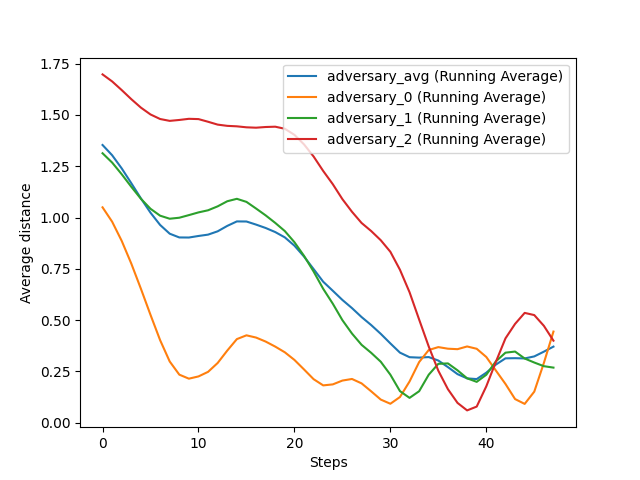 adversary_avg (Running Average)
adversary_0 (Running Average)
adversary_1 (Running Average)
adversary_2 (Running Average)
Average distance
1.75
1.50
1.25
1.00
0.75
0.50
0.25
0.00
0
10
20
30
40
Steps